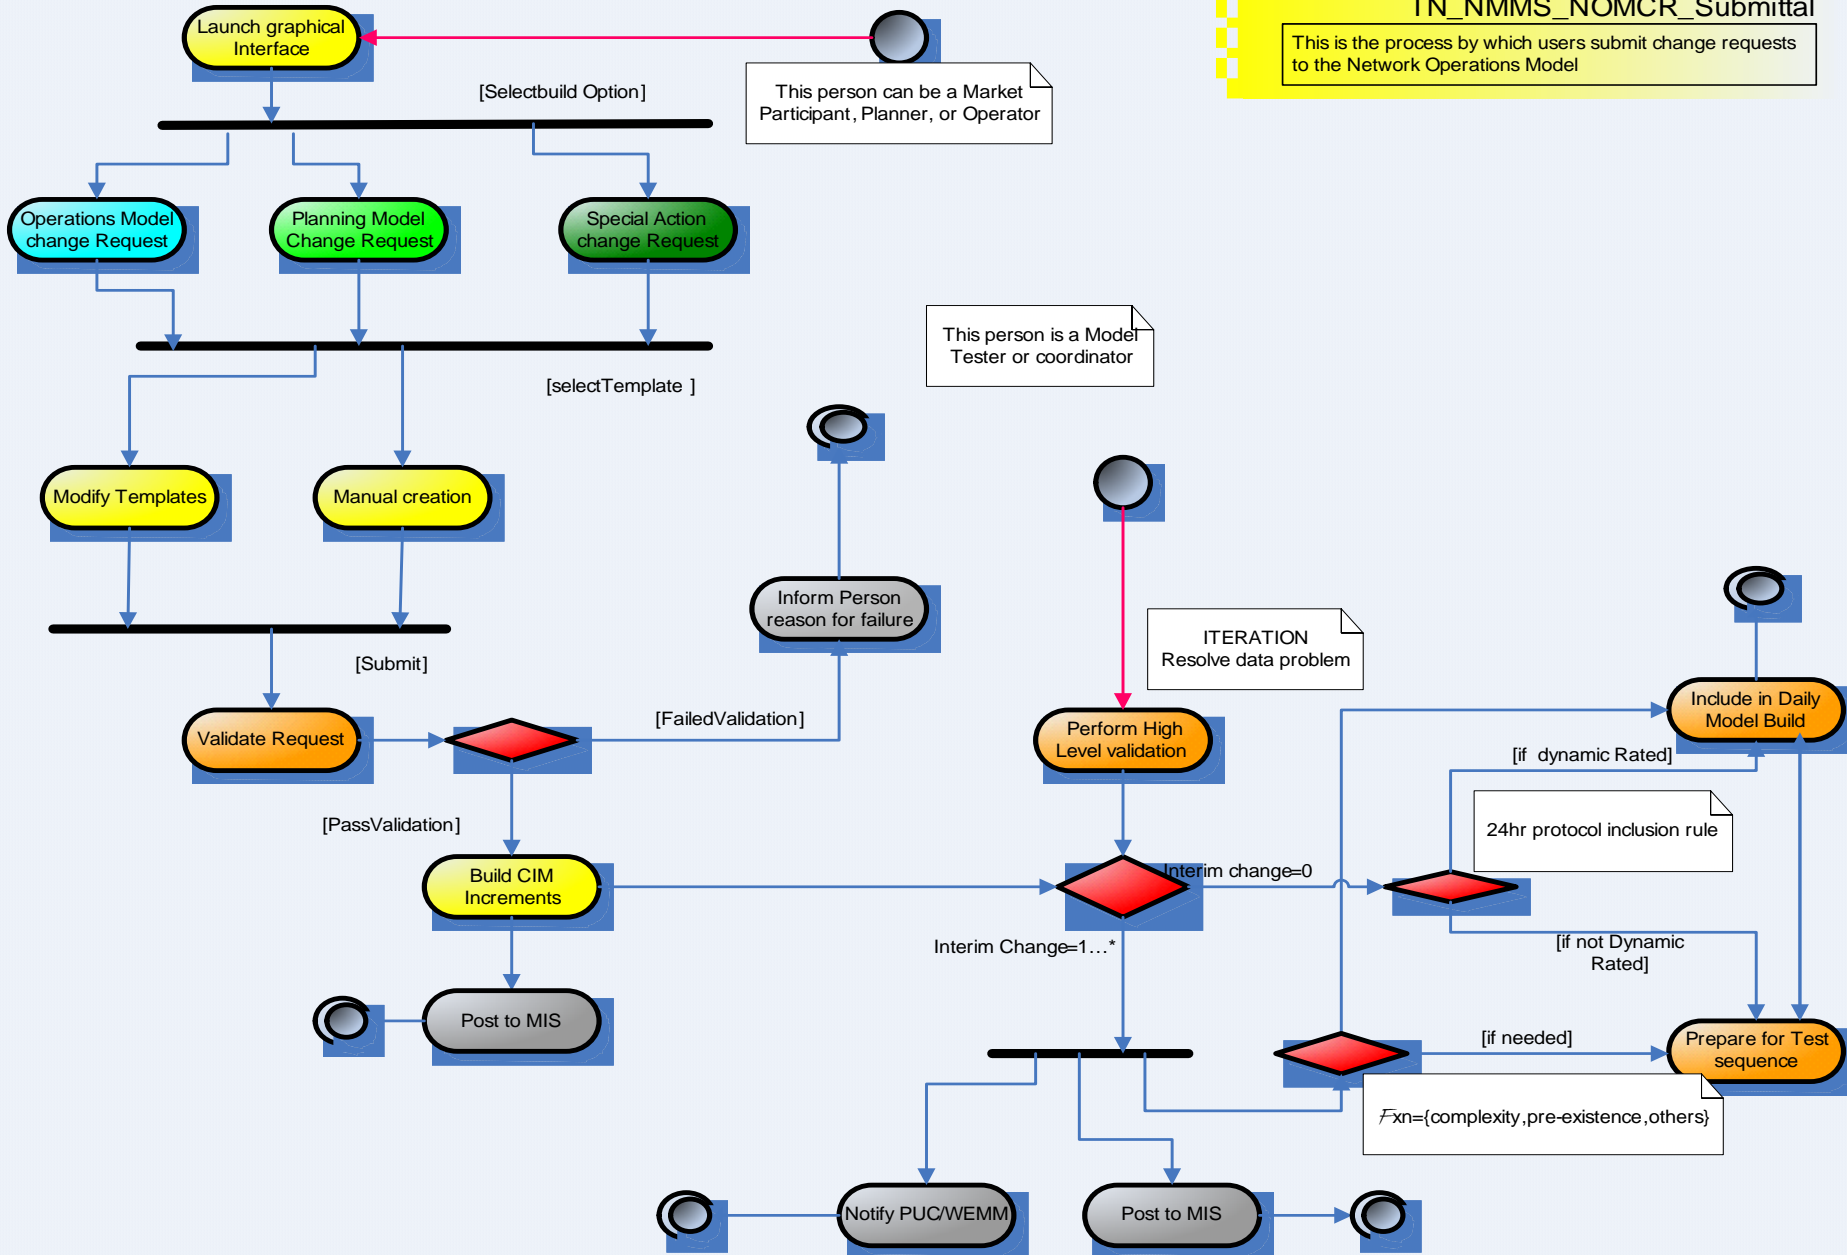 TN_NMMS_NOMCR_Submittal
This is the process by which users submit change requests
to the Network Operations Model
Launch graphical
Interface
This person can be a Market
Participant, Planner, or Operator
[Selectbuild Option]
Operations Model
change Request
Planning Model
Change Request
Special Action
change Request
This person is a Model
Tester or coordinator
[selectTemplate ]
Modify Templates
Manual creation
Inform Person
reason for failure
ITERATION
Resolve data problem
[Submit]
Validate Request
[FailedValidation]
Perform High
Level validation
Include in Daily
Model Build
[if dynamic Rated]
[PassValidation]
24hr protocol inclusion rule
Build CIM
Increments
Interim change=0
Interim Change=1...*
[if not Dynamic
Rated]
Post to MIS
[if needed]
Prepare for Test
sequence
Fxn={complexity,pre-existence,others}
Notify PUC/WEMM
Post to MIS